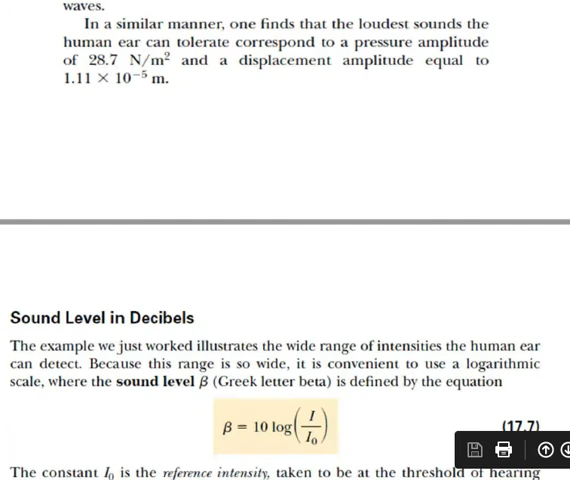 waves.
In a similar manner, one finds that the loudest sounds the
human ear can tolerate correspond to a pressure amplitude
of 28.7 N/m² and a displacement amplitude equal to
1.11 × 10⁻⁵ m.
Sound Level in Decibels
The example we just worked illustrates the wide range of intensities the human ear
can detect. Because this range is so wide, it is convenient to use a logarithmic
scale, where the sound level β (Greek letter beta) is defined by the equation
β = 10 log(I/I₀) (17.7)
The constant I₀ is the reference intensity, taken to be at the threshold of hearing